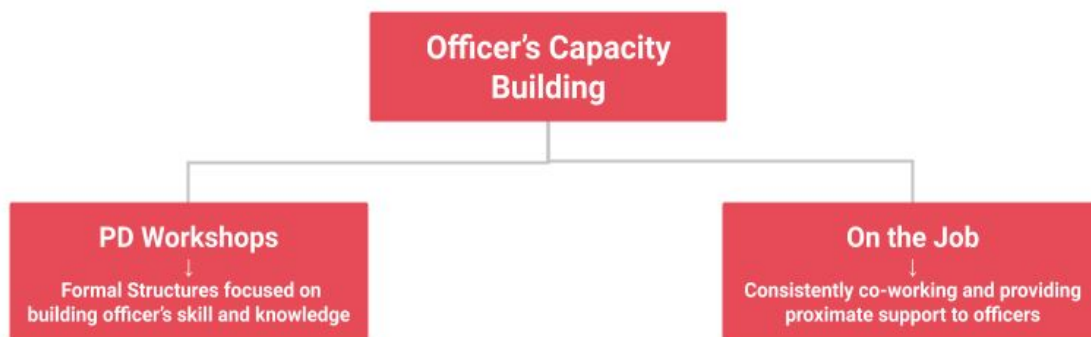 Officer's Capacity
Building
PD Workshops
↓
Formal Structures focused on
building officer's skill and knowledge
On the Job
↓
Consistently co-working and providing
proximate support to officers